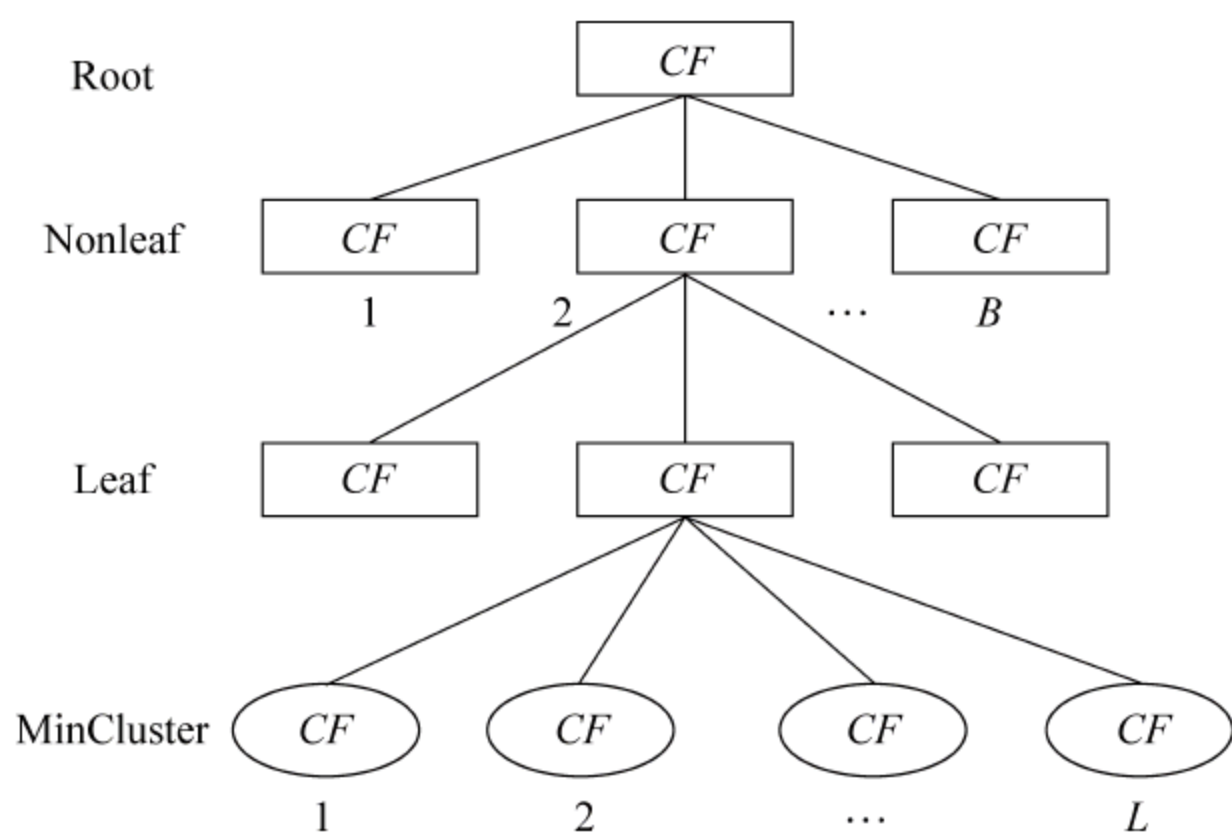 Root CF
Nonleaf CF CF CF
1 2 ... B
Leaf CF CF CF
MinCluster CF CF CF CF
1 2 ... L